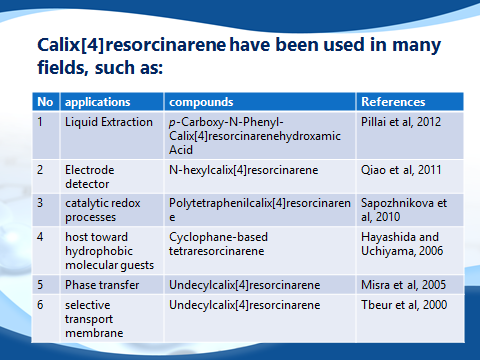 Calix[4]resorcinarene have been used in many
fields, such as:
No applications compounds References
1 Liquid Extraction p-Carboxy-N-Phenyl- Pillai et al, 2012
Calix[4]resorcinarenehydroxamic
Acid
2 Electrode N-hexylcalix[4]resorcinarene Qiao et al, 2011
detector
3 catalytic redox Polytetraphenilcalix[4]resorcinaren Sapozhnikova
processes e et al, 2010
4 host toward Cyclophane-based Hayashida and
hydrophobic tetraresorcinarene Uchiyama, 2006
molecular guests
5 Phase transfer Undecylcalix[4]resorcinarene Misra et al, 2005
6 selective Undecylcalix[4]resorcinarene Tbeur et al, 2000
transport
membrane